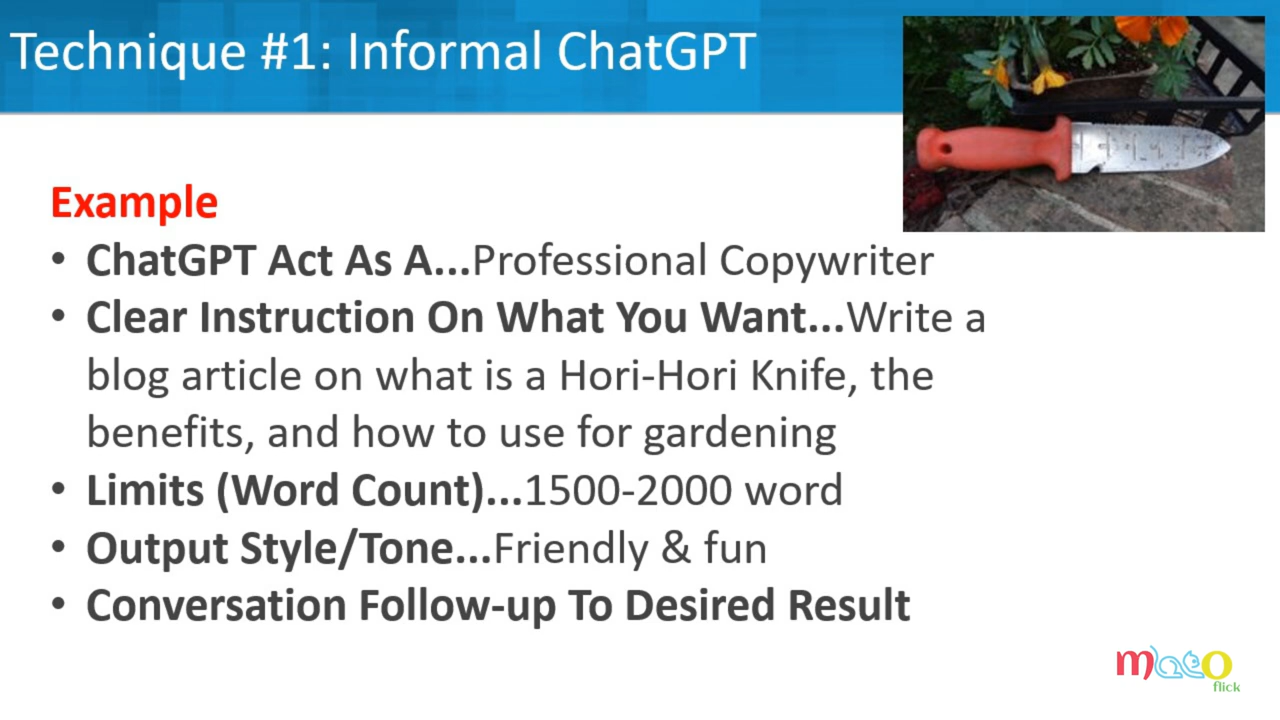 Technique #1: Informal ChatGPT
Example
• ChatGPT Act As A...Professional Copywriter
• Clear Instruction On What You Want...Write a
blog article on what is a Hori-Hori Knife, the
benefits, and how to use for gardening
• Limits (Word Count)...1500-2000 word
• Output Style/Tone...Friendly & fun
• Conversation Follow-up To Desired Result
flick